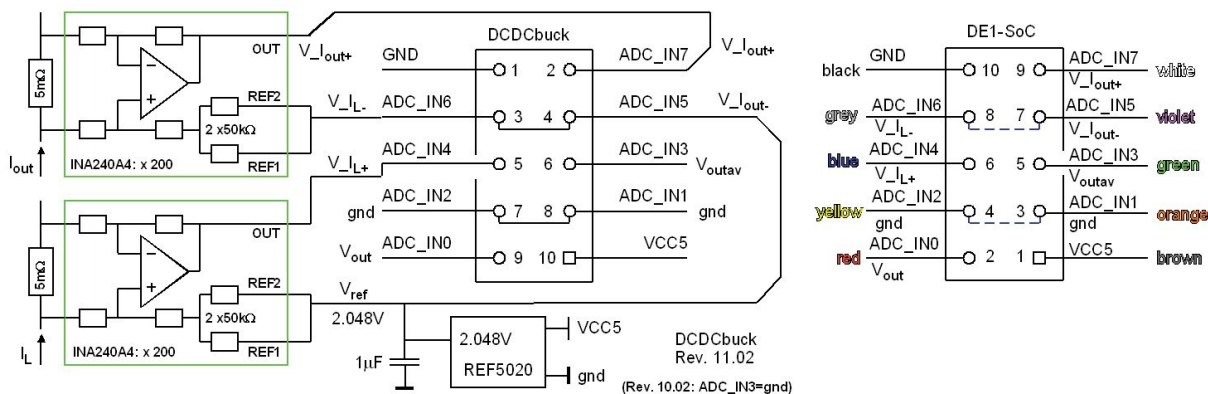 5mΩ
I_out
OUT
REF2
2 x50kΩ
REF1
INA240A4: x 200
V_I_out+
V_I_L-
V_I_L+
5mΩ
I_L
OUT
REF2
2 x50kΩ
REF1
INA240A4: x 200
V_ref
2.048V
1µF
2.048V
REF5020
VCC5
gnd
DCDCbuck
GND 1 2 ADC_IN7 V_I_out+
ADC_IN6 3 4 ADC_IN5 V_I_out-
ADC_IN4 5 6 ADC_IN3 V_outav
gnd ADC_IN2 7 8 ADC_IN1 gnd
V_out ADC_IN0 9 10 VCC5
DCDCbuck
Rev. 11.02
(Rev. 10.02: ADC_IN3=gnd)
DE1-SoC
black GND 10 9 ADC_IN7 white
V_I_out+
grey ADC_IN6 8 7 ADC_IN5 violet
V_I_L- V_I_out-
blue ADC_IN4 6 5 ADC_IN3 green
V_I_L+ V_outav
yellow ADC_IN2 4 3 ADC_IN1 orange
gnd gnd
red ADC_IN0 2 1 VCC5 brown
V_out